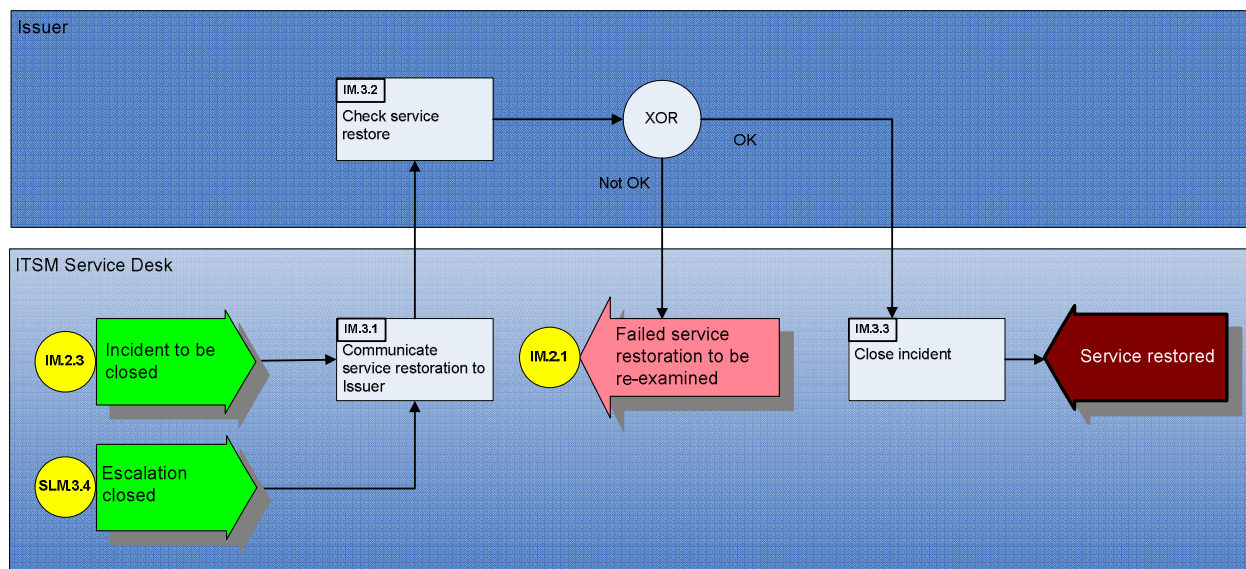 Issuer
IM.3.2
Check service
restore
XOR
OK
Not OK
ITSM Service Desk
IM.2.3
Incident to be
closed
IM.3.1
Communicate
service restoration to
Issuer
IM.2.1
Failed service
restoration to be
re-examined
IM.3.3
Close incident
Service restored
SLM.3.4
Escalation
closed